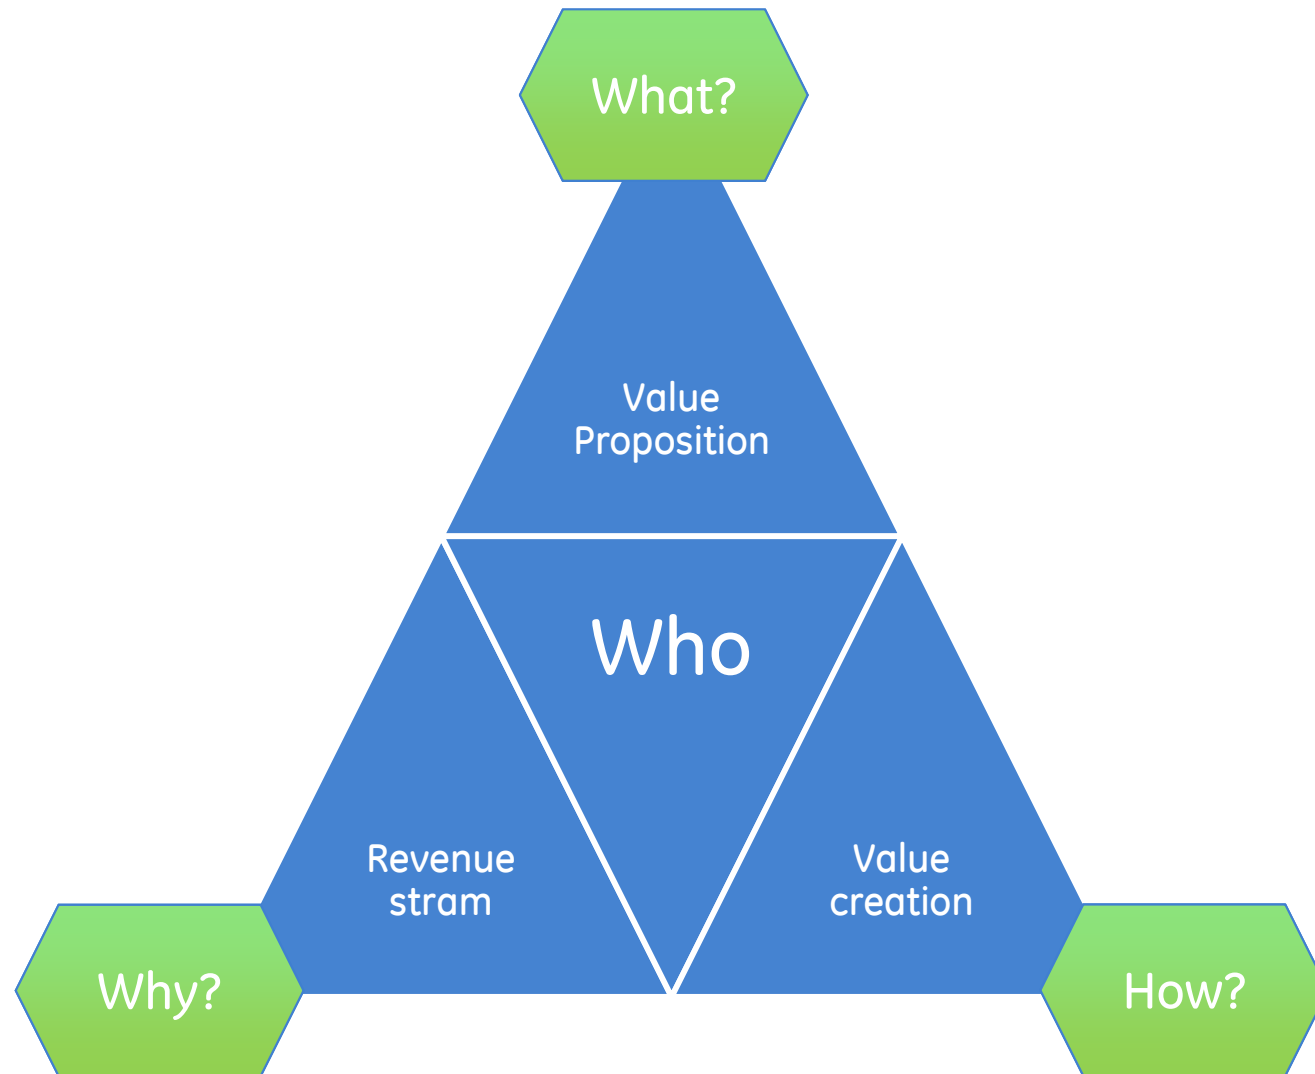 What?
Value
Proposition
Who
Revenue
stram
Value
creation
Why?
How?